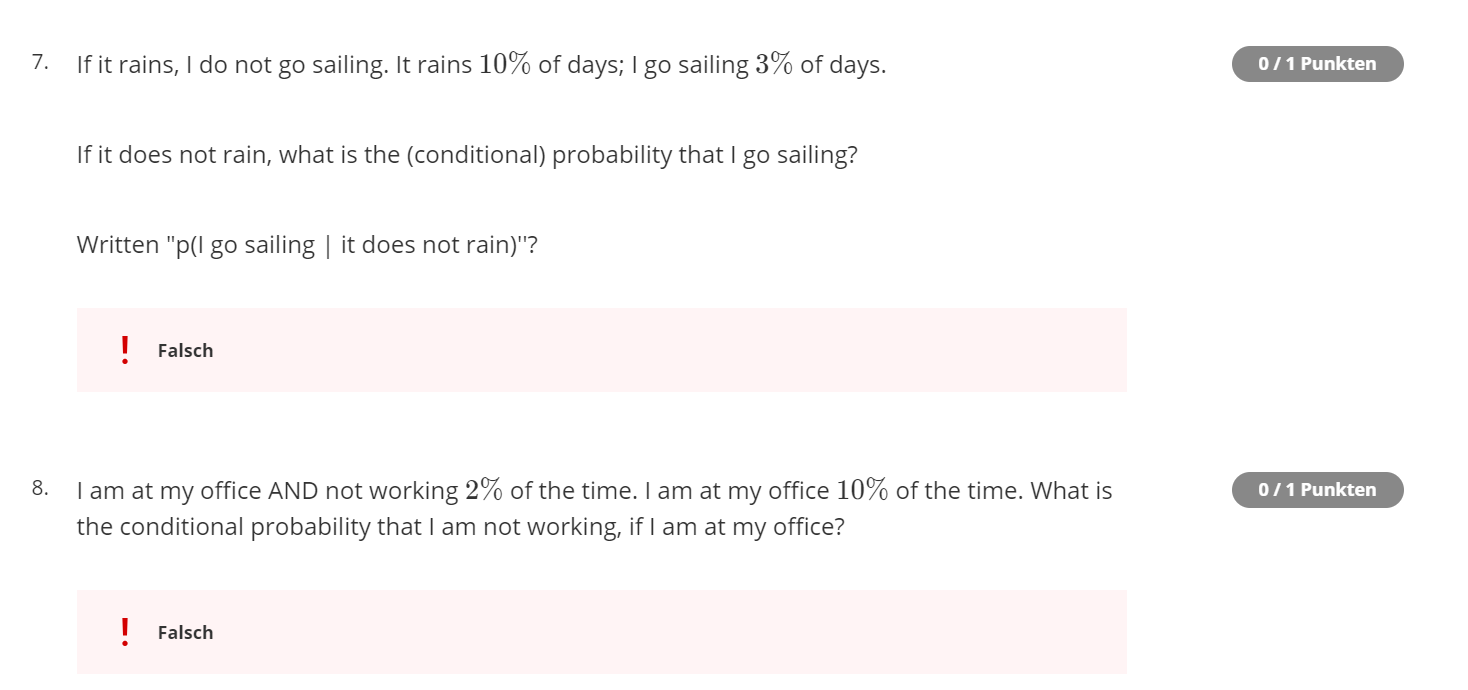 7. If it rains, I do not go sailing. It rains 10% of days; I go sailing 3% of days.
0 / 1 Punkten
If it does not rain, what is the (conditional) probability that I go sailing?
Written "p(I go sailing | it does not rain)''?
! Falsch
8. I am at my office AND not working 2% of the time. I am at my office 10% of the time. What is
0 / 1 Punkten
the conditional probability that I am not working, if I am at my office?
! Falsch